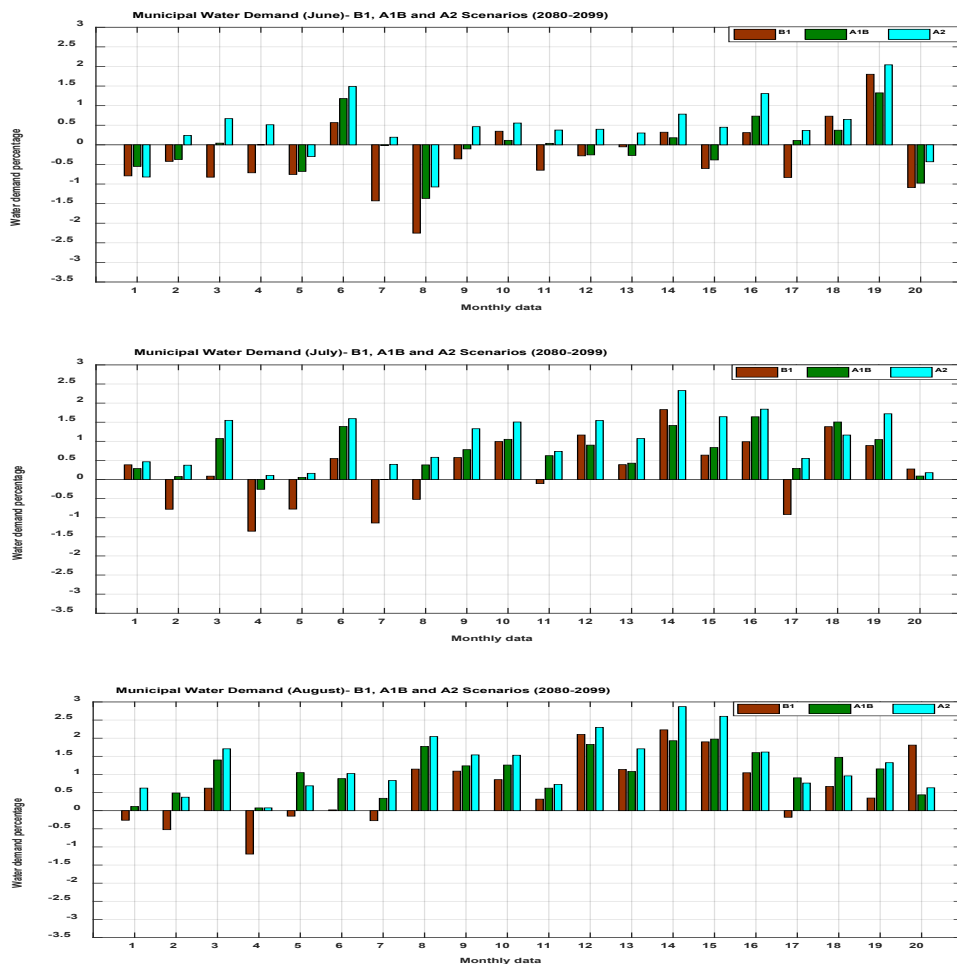 Municipal Water Demand (June)- B1, A1B and A2 Scenarios (2080-2099)
B1 A1B A2
3
2.5
2
1.5
1
0.5
0
-0.5
-1
-1.5
-2
-2.5
-3
-3.5
Water demand percentage
1 2 3 4 5 6 7 8 9 10 11 12 13 14 15 16 17 18 19 20
Monthly data
Municipal Water Demand (July)- B1, A1B and A2 Scenarios (2080-2099)
B1 A1B A2
3
2.5
2
1.5
1
0.5
0
-0.5
-1
-1.5
-2
-2.5
-3
-3.5
Water demand percentage
1 2 3 4 5 6 7 8 9 10 11 12 13 14 15 16 17 18 19 20
Monthly data
Municipal Water Demand (August)- B1, A1B and A2 Scenarios (2080-2099)
B1 A1B A2
3
2.5
2
1.5
1
0.5
0
-0.5
-1
-1.5
-2
-2.5
-3
-3.5
Water demand percentage
1 2 3 4 5 6 7 8 9 10 11 12 13 14 15 16 17 18 19 20
Monthly data